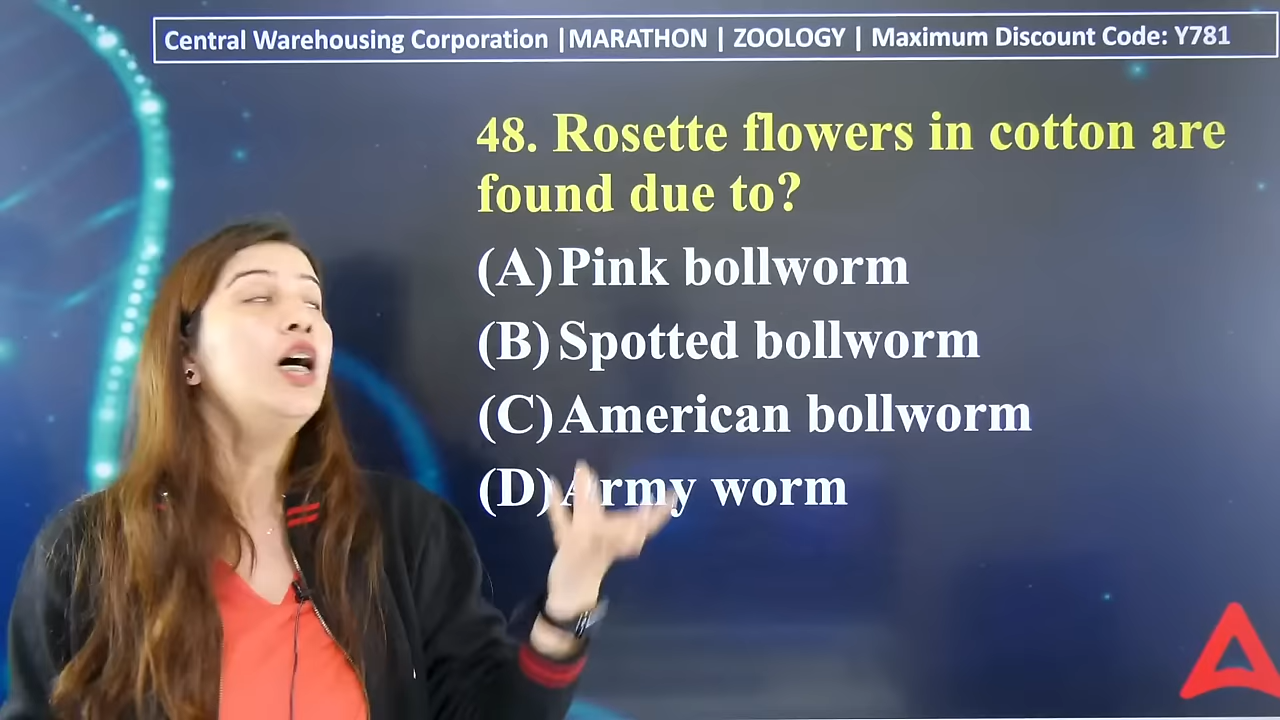 Central Warehousing Corporation |MARATHON | ZOOLOGY | Maximum Discount Code: Y781
48. Rosette flowers in cotton are
found due to?
(A) Pink bollworm
(B) Spotted bollworm
(C) American bollworm
(D) Army worm